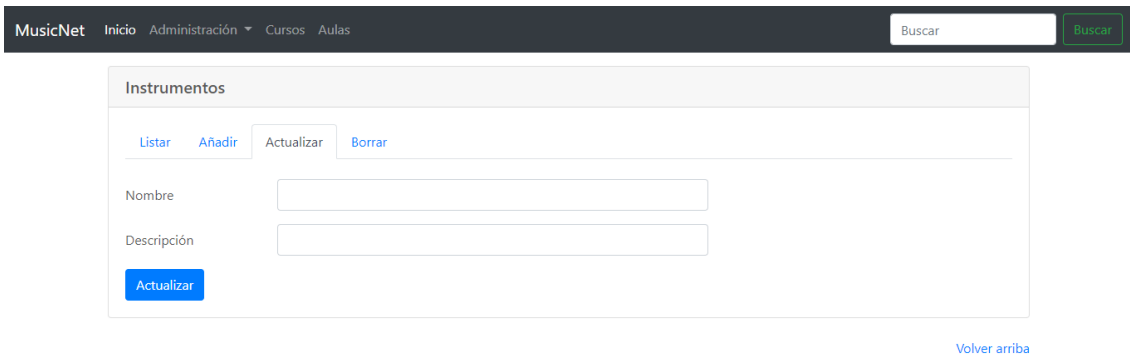 MusicNet Inicio Administración Cursos Aulas Buscar Buscar
Instrumentos
Listar Añadir Actualizar Borrar
Nombre
Descripción
Actualizar
Volver arriba